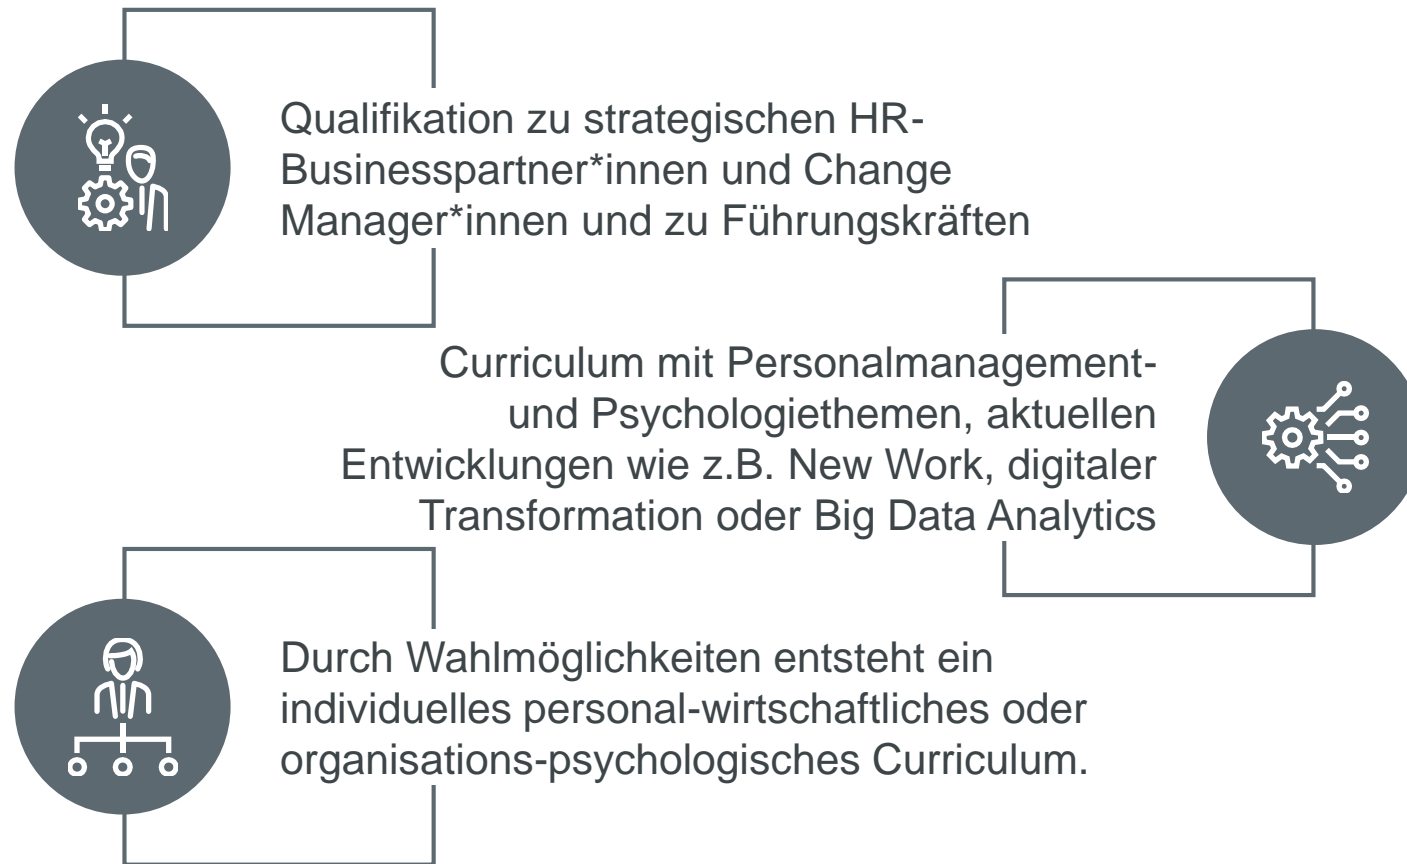 Qualifikation zu strategischen HR-
Businesspartner*innen und Change
Manager*innen und zu Führungskräften
Curriculum mit Personalmanagement-
und Psychologiethemen, aktuellen
Entwicklungen wie z.B. New Work, digitaler
Transformation oder Big Data Analytics
Durch Wahlmöglichkeiten entsteht ein
individuelles personal-wirtschaftliches oder
organisations-psychologisches Curriculum.